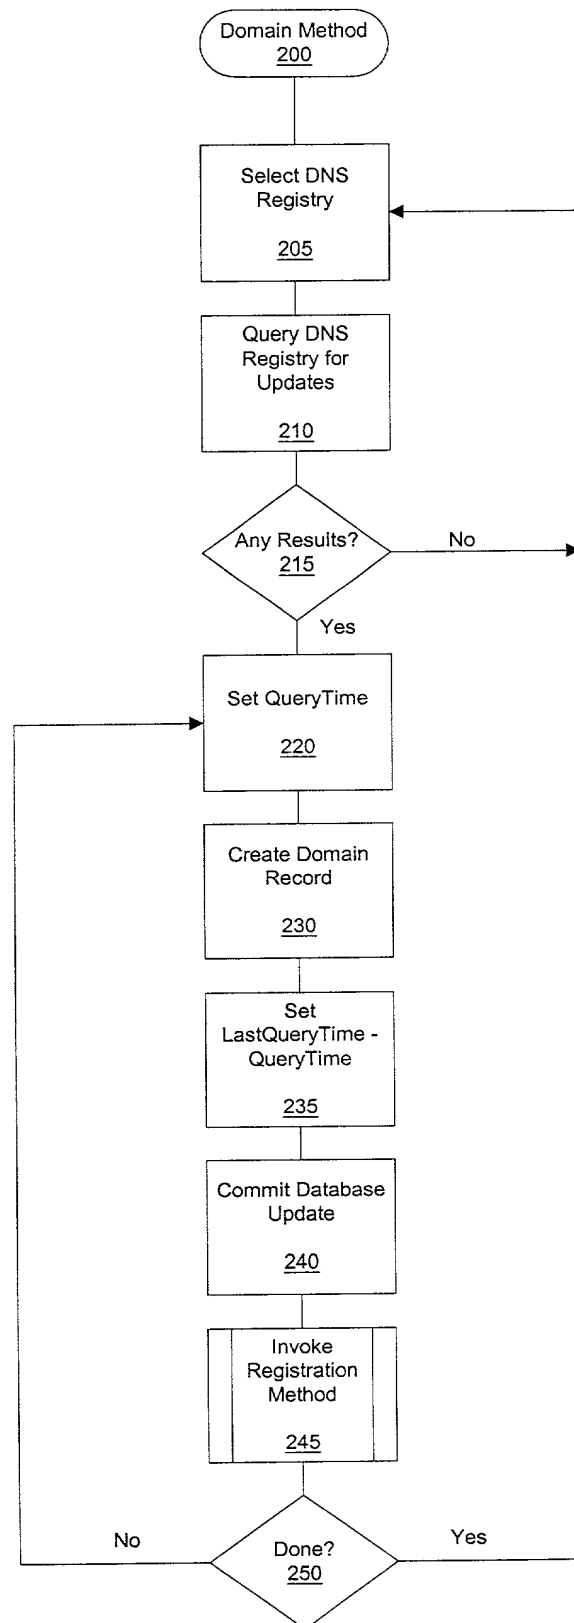 Domain Method
200
Select DNS
Registry
205
Query DNS
Registry for
Updates
210
Any Results?
215
No
Yes
Set QueryTime
220
Create Domain
Record
230
Set
LastQueryTime -
QueryTime
235
Commit Database
Update
240
Invoke
Registration
Method
245
No
Done?
250
Yes